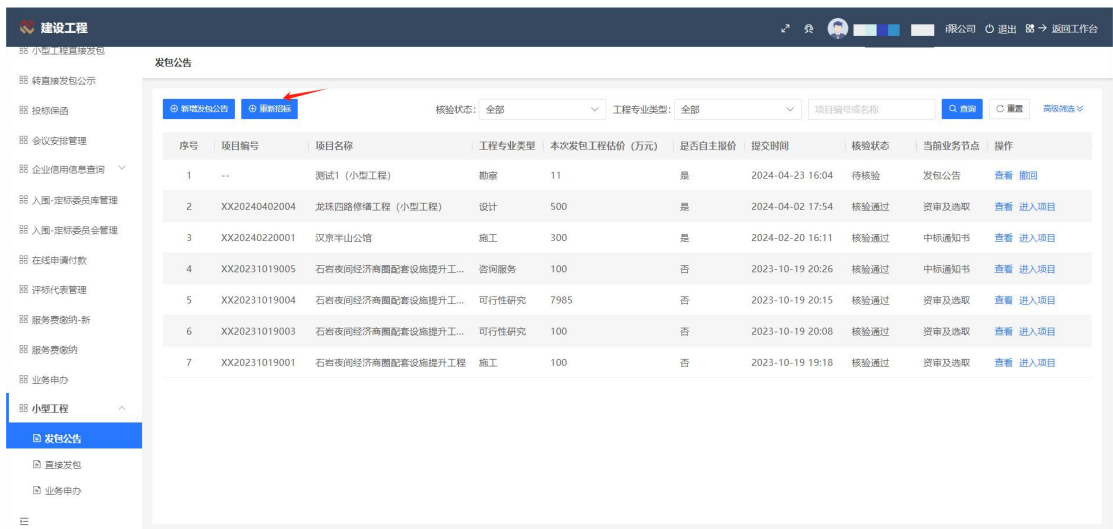 建设工程
限公司 退出 返回工作台
小型工程直接发包
转直接发包公示
投标保函
会议安排管理
企业信用信息查询
入围-定标委员库管理
入围-定标委员会管理
在线申请付款
评标代表管理
服务费缴纳-新
服务费缴纳
业务申办
小型工程
发包公告
直接发包
业务申办
发包公告
新增发包公告 重新招标 核验状态: 全部 工程专业类型: 全部 项目编号或名称 查询 重置 高级筛选
序号 项目编号 项目名称 工程专业类型 本次发包工程估价（万元） 是否自主报价 提交时间 核验状态 当前业务节点 操作
1 -- 测试1（小型工程） 勘察 11 是 2024-04-23 16:04 待核验 发包公告 查看 撤回
2 XX20240402004 龙珠四路修缮工程（小型工程） 设计 500 是 2024-04-02 17:54 核验通过 资审及选取 查看 进入项目
3 XX20240220001 汉京半山公馆 施工 300 是 2024-02-20 16:11 核验通过 中标通知书 查看 进入项目
4 XX20231019005 石岩夜间经济商圈配套设施提升工... 咨询服务 100 否 2023-10-19 20:26 核验通过 中标通知书 查看 进入项目
5 XX20231019004 石岩夜间经济商圈配套设施提升工... 可行性研究 7985 否 2023-10-19 20:15 核验通过 资审及选取 查看 进入项目
6 XX20231019003 石岩夜间经济商圈配套设施提升工... 可行性研究 100 否 2023-10-19 20:08 核验通过 资审及选取 查看 进入项目
7 XX20231019001 石岩夜间经济商圈配套设施提升工程 施工 100 否 2023-10-19 19:18 核验通过 资审及选取 查看 进入项目